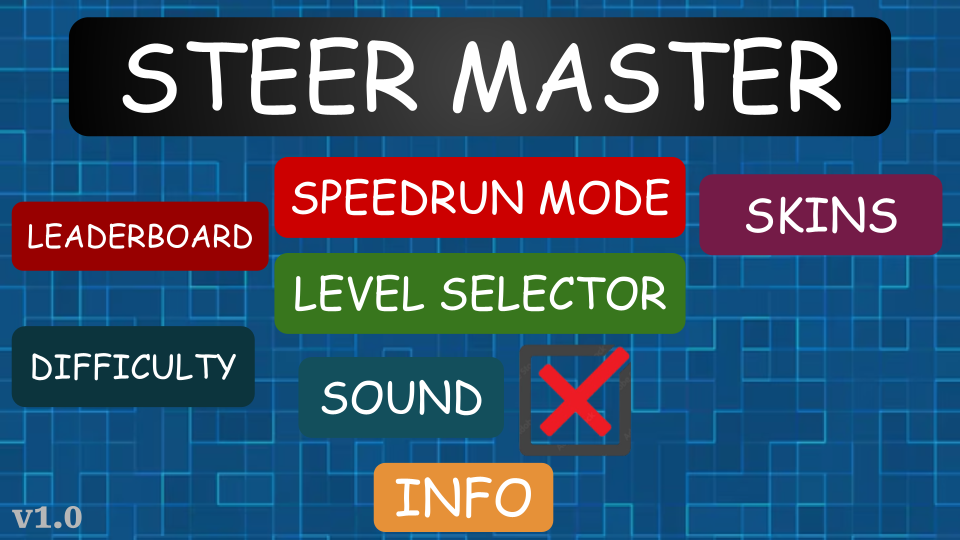 STEER MASTER
SPEEDRUN MODE
SKINS
LEADERBOARD
LEVEL SELECTOR
DIFFICULTY
SOUND
INFO
v1.0